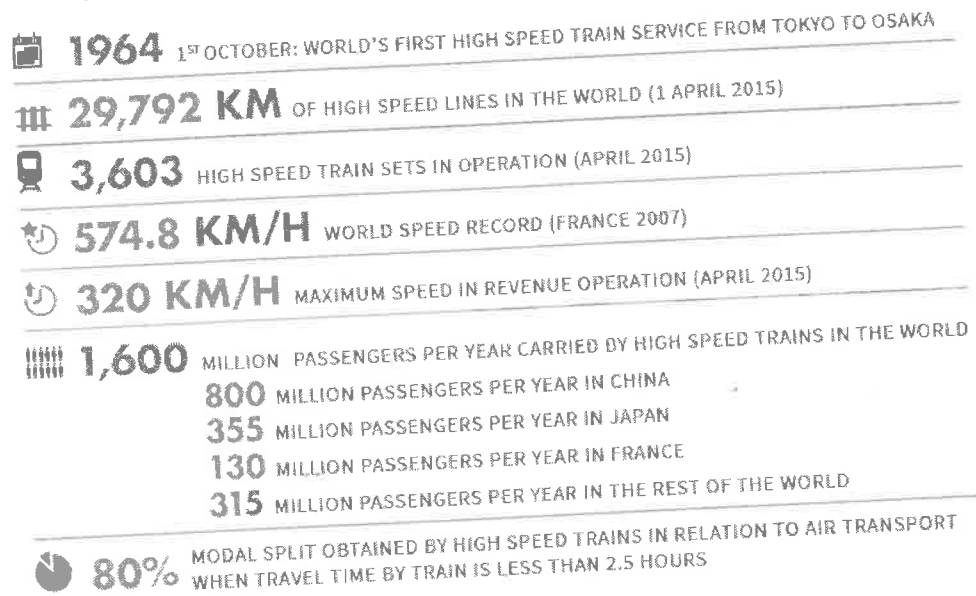 1964 1ST OCTOBER: WORLD'S FIRST HIGH SPEED TRAIN SERVICE FROM TOKYO TO OSAKA
29,792 KM OF HIGH SPEED LINES IN THE WORLD (1 APRIL 2015)
3,603 HIGH SPEED TRAIN SETS IN OPERATION (APRIL 2015)
574.8 KM/H WORLD SPEED RECORD (FRANCE 2007)
320 KM/H MAXIMUM SPEED IN REVENUE OPERATION (APRIL 2015)
1,600 MILLION PASSENGERS PER YEAR CARRIED BY HIGH SPEED TRAINS IN THE WORLD
800 MILLION PASSENGERS PER YEAR IN CHINA
355 MILLION PASSENGERS PER YEAR IN JAPAN
130 MILLION PASSENGERS PER YEAR IN FRANCE
315 MILLION PASSENGERS PER YEAR IN THE REST OF THE WORLD
80% MODAL SPLIT OBTAINED BY HIGH SPEED TRAINS IN RELATION TO AIR TRANSPORT
WHEN TRAVEL TIME BY TRAIN IS LESS THAN 2.5 HOURS